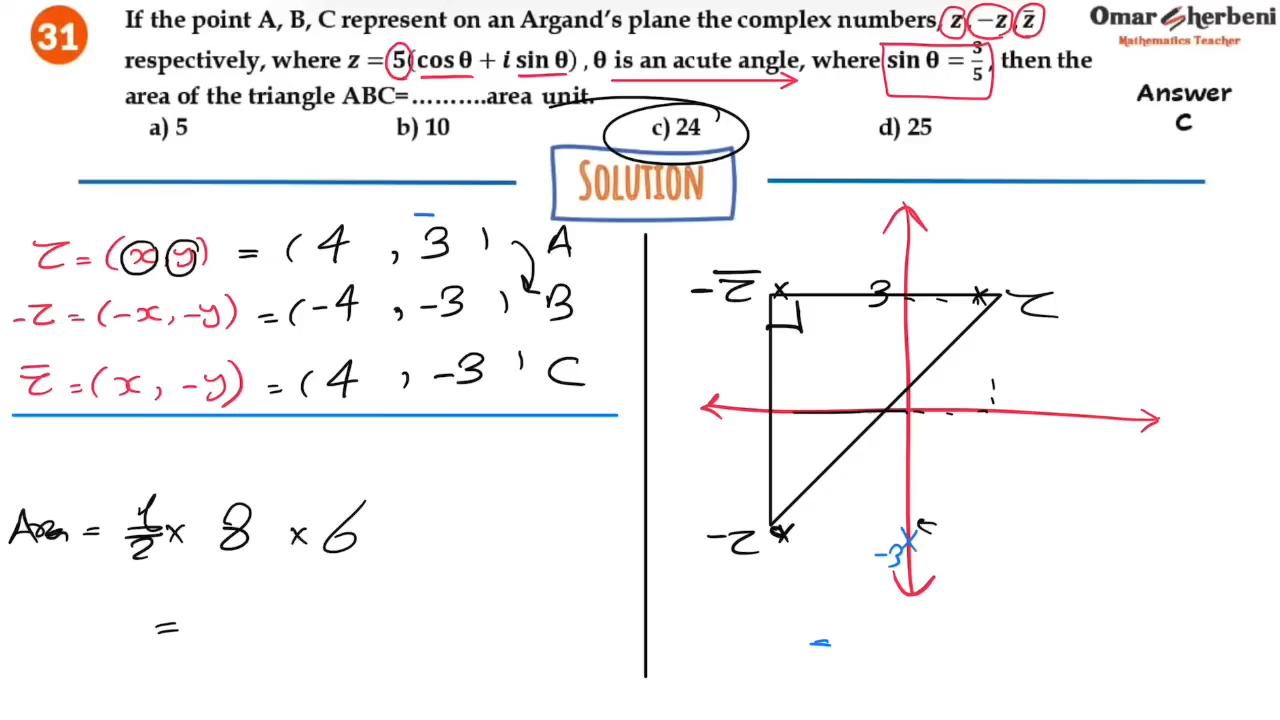 31
If the point A, B, C represent on an Argand's plane the complex numbers, z, −z, z̄
respectively, where z = 5(cos θ + i sin θ), θ is an acute angle, where sin θ = 3/5, then the
area of the triangle ABC=……….area unit.
a) 5 b) 10 c) 24 d) 25
Omar Sherbeni
Mathematics Teacher
Answer
C
SOLUTION
z = (x, y) = (4, 3) A
-z = (-x, -y) = (-4, -3) B
z̄ = (x, -y) = (4, -3) C
Area = 1/2 × 8 × 6
=
-z̄ 3 z
-z -3
=